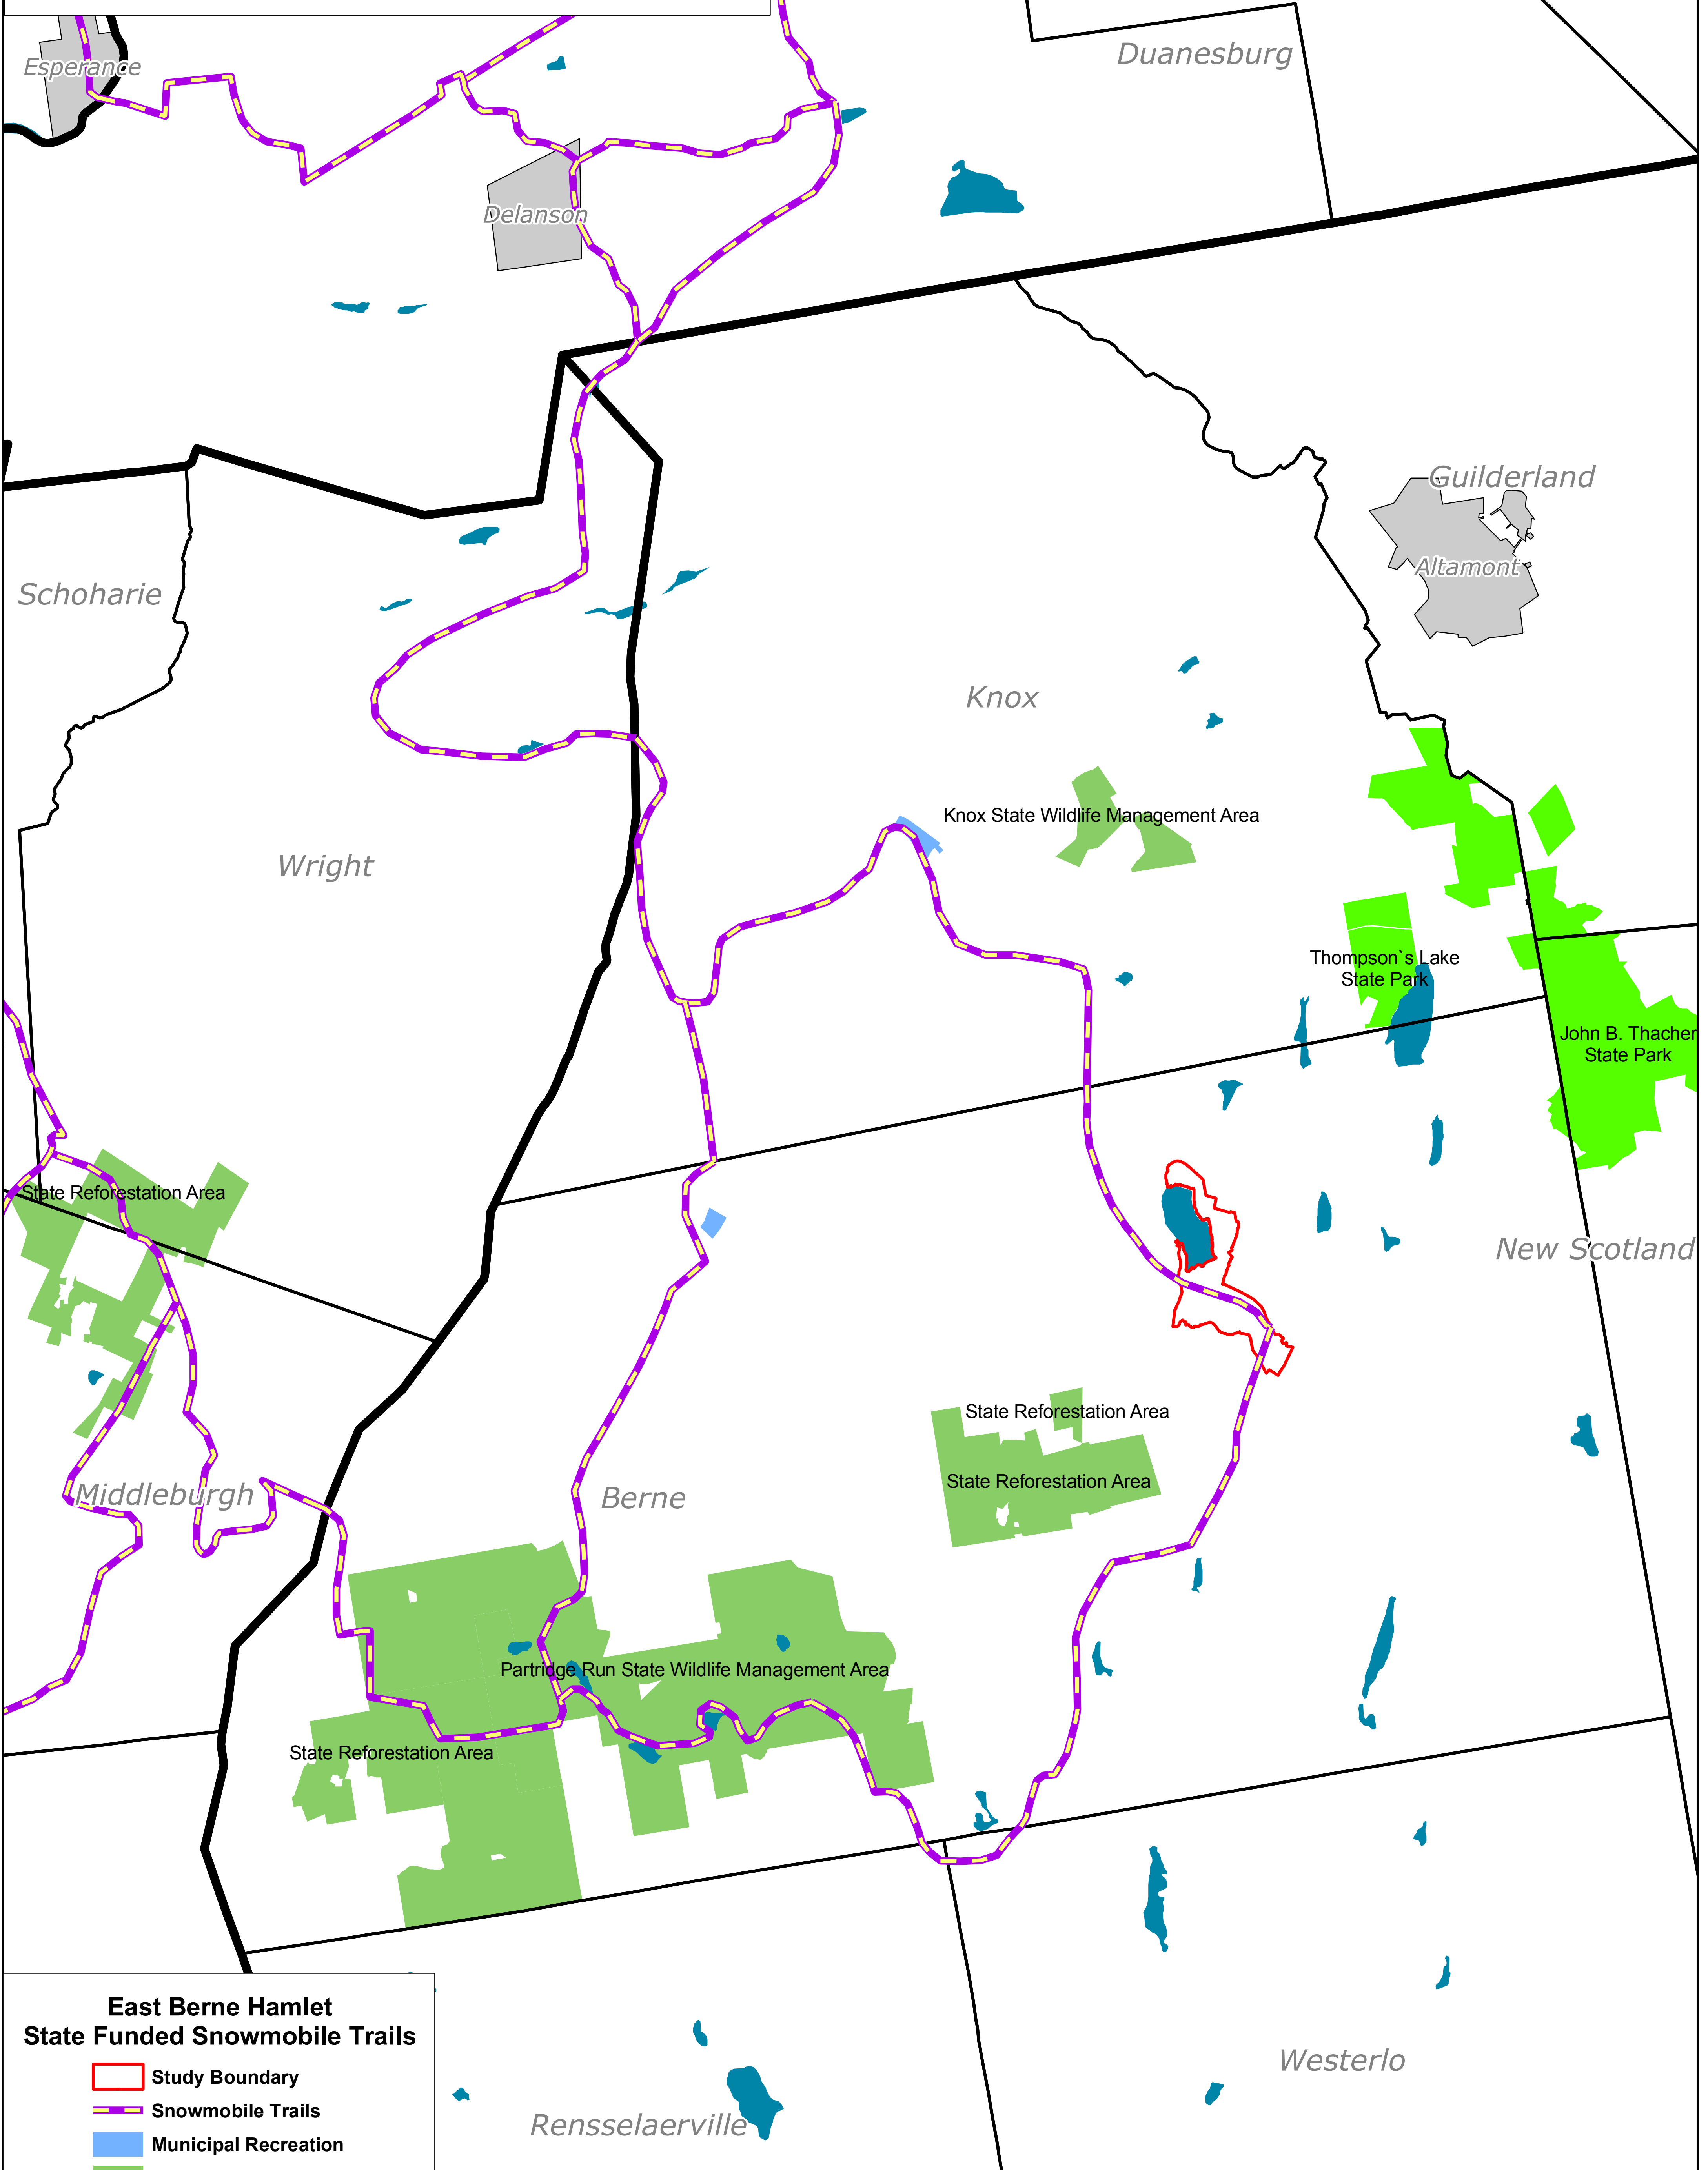 Duanesburg
Esperance
Delanson
Guilderland
Altamont
Schoharie
Knox
Knox State Wildlife Management Area
Wright
Thompson`s Lake
State Park
John B. Thacher
State Park
State Reforestation Area
New Scotland
State Reforestation Area
State Reforestation Area
Middleburgh
Berne
Partridge Run State Wildlife Management Area
State Reforestation Area
East Berne Hamlet
State Funded Snowmobile Trails
Study Boundary
Snowmobile Trails
Municipal Recreation
Westerlo
Rensselaerville